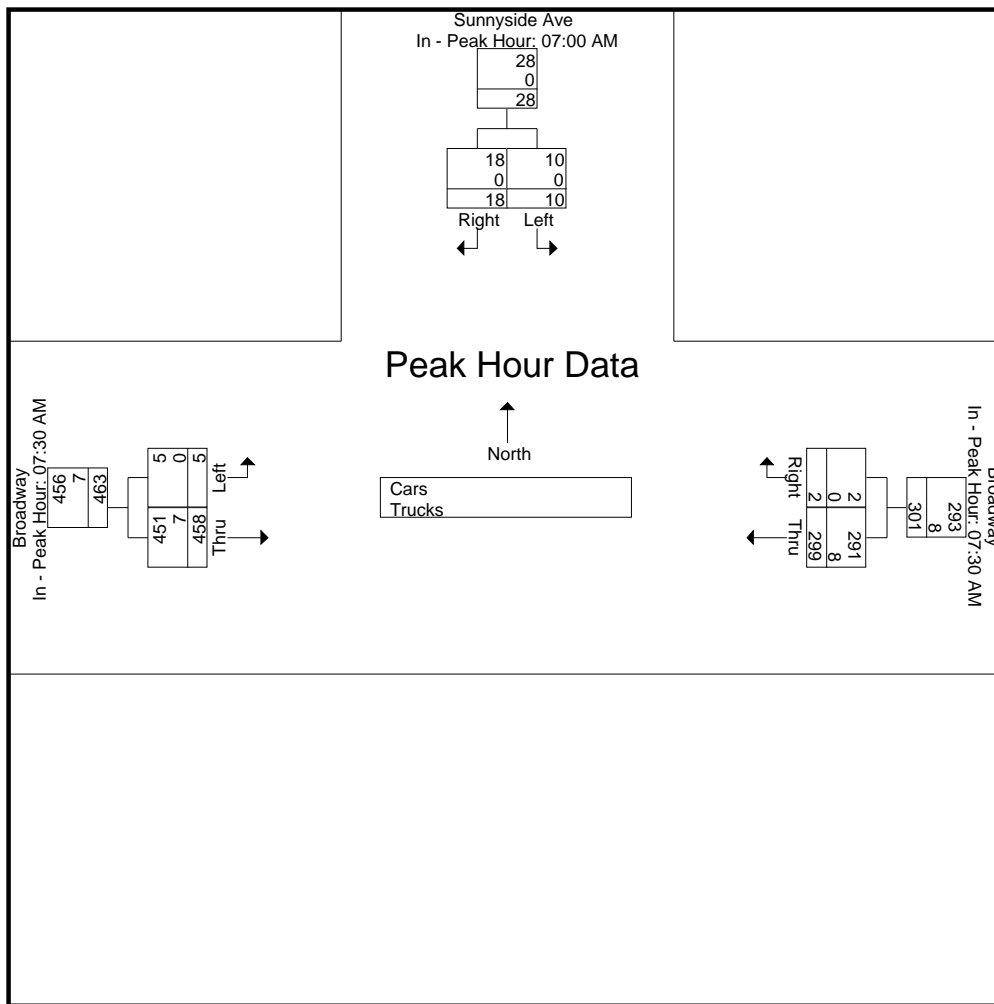 Sunnyside Ave
In - Peak Hour: 07:00 AM
28
0
28
18 10
0 0
18 10
Right Left
Peak Hour Data
North
Cars
Trucks
Broadway
In - Peak Hour: 07:30 AM
456
7
463
5 0 5
Left
451 7 458
Thru
Right
2 0 2
Thru
299 8 291
301
8
293
In - Peak Hour: 07:30 AM
Broadway